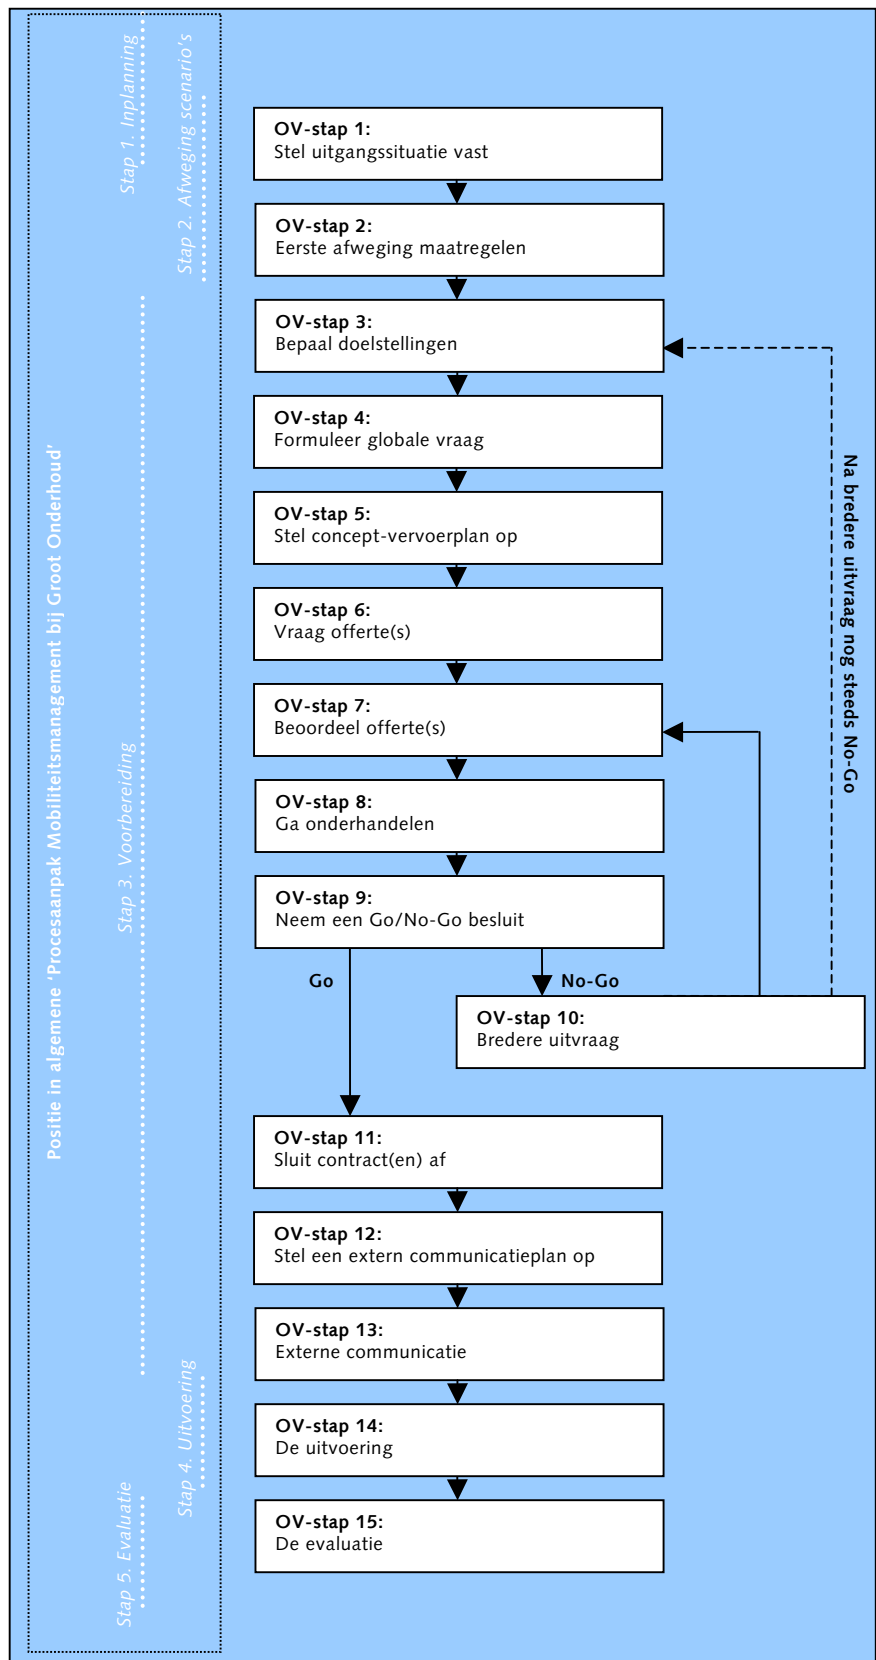 Positie in algemene 'Procesaanpak Mobiliteitsmanagement bij Groot Onderhoud'
Stap 1. Inplanning
Stap 2. Afweging scenario's
Stap 3. Voorbereiding
Stap 4. Uitvoering
Stap 5. Evaluatie
OV-stap 1:
Stel uitgangssituatie vast
OV-stap 2:
Eerste afweging maatregelen
OV-stap 3:
Bepaal doelstellingen
OV-stap 4:
Formuleer globale vraag
OV-stap 5:
Stel concept-vervoerplan op
OV-stap 6:
Vraag offerte(s)
OV-stap 7:
Beoordeel offerte(s)
OV-stap 8:
Ga onderhandelen
OV-stap 9:
Neem een Go/No-Go besluit
Go
No-Go
Na bredere uitvraag nog steeds No-Go
OV-stap 10:
Bredere uitvraag
OV-stap 11:
Sluit contract(en) af
OV-stap 12:
Stel een extern communicatieplan op
OV-stap 13:
Externe communicatie
OV-stap 14:
De uitvoering
OV-stap 15:
De evaluatie